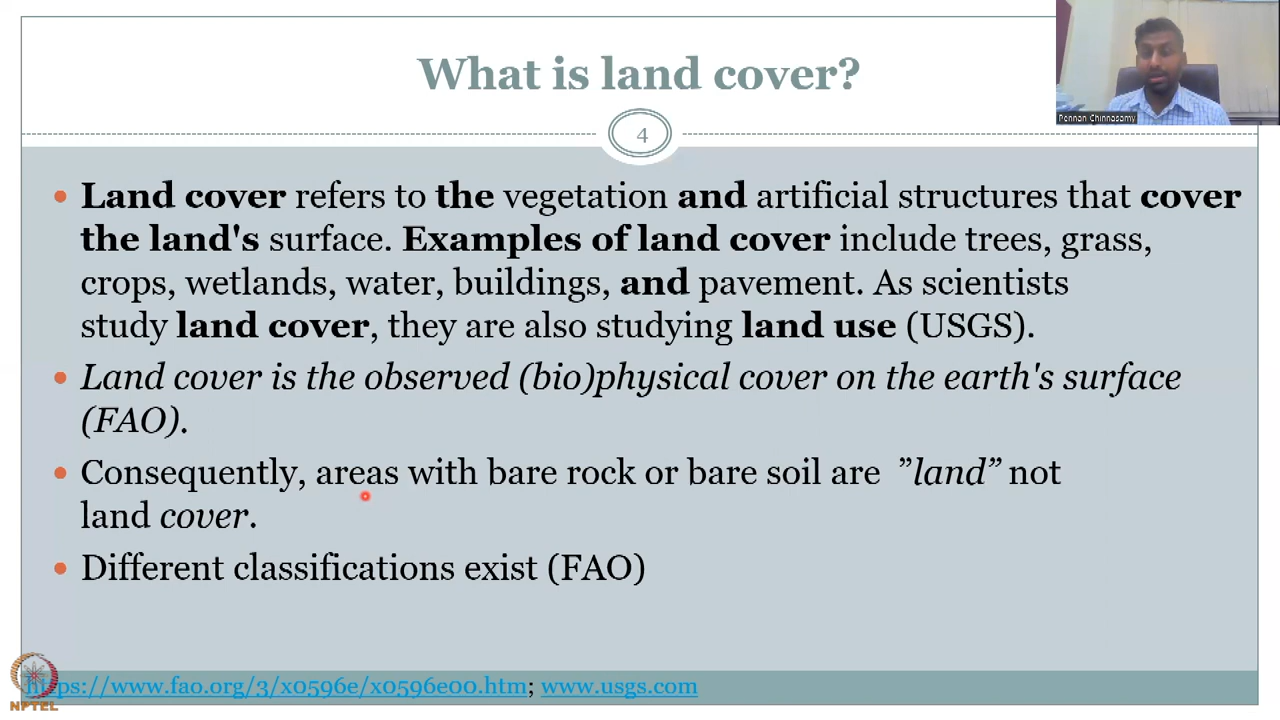 What is land cover?
Pennan Chinnasamy
4
Land cover refers to the vegetation and artificial structures that cover
the land's surface. Examples of land cover include trees, grass,
crops, wetlands, water, buildings, and pavement. As scientists
study land cover, they are also studying land use (USGS).
Land cover is the observed (bio)physical cover on the earth's surface
(FAO).
Consequently, areas with bare rock or bare soil are ”land” not
land cover.
Different classifications exist (FAO)
https://www.fao.org/3/x0596e/x0596e00.htm; www.usgs.com
NPTEL